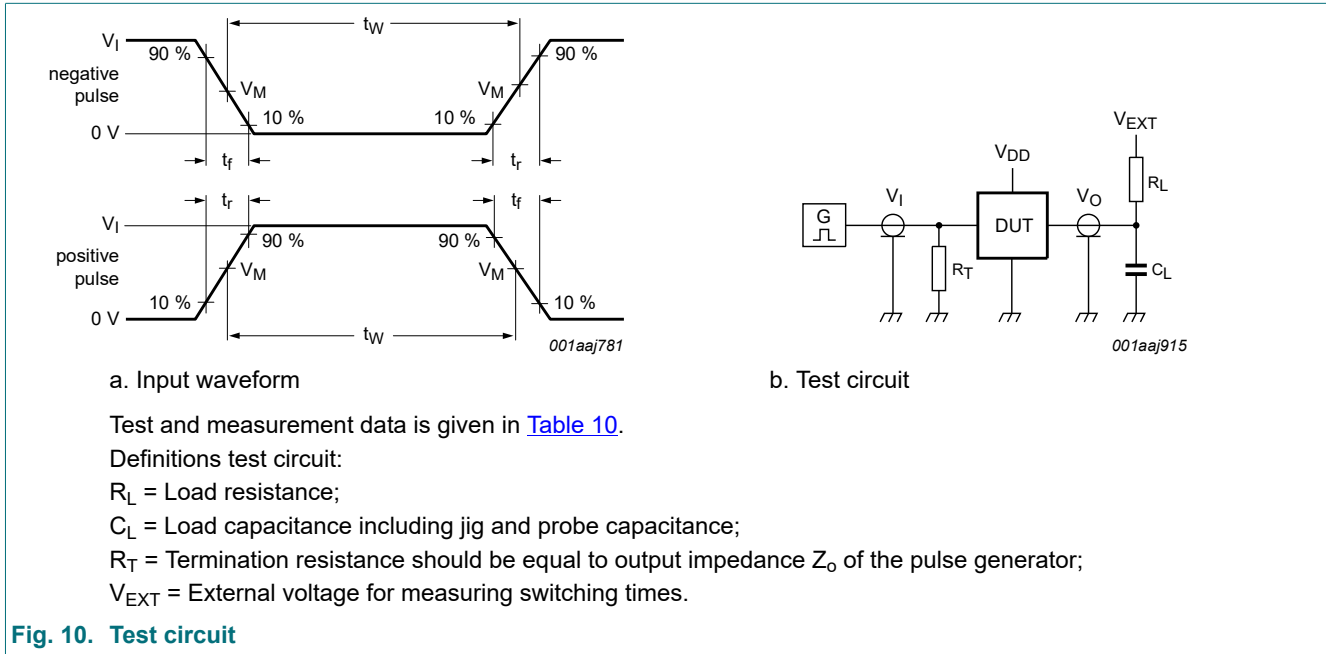 tW
VI
90 %
90 %
negative
pulse
VM
VM
10 %
10 %
0 V
tf
tr
tr
tf
VI
90 %
90 %
positive
pulse
VM
VM
10 %
10 %
0 V
tW
001aaj781
VEXT
VDD
RL
VI
VO
G
DUT
RT
CL
001aaj915
a. Input waveform
b. Test circuit
Test and measurement data is given in Table 10.
Definitions test circuit:
RL = Load resistance;
CL = Load capacitance including jig and probe capacitance;
RT = Termination resistance should be equal to output impedance Zo of the pulse generator;
VEXT = External voltage for measuring switching times.
Fig. 10. Test circuit